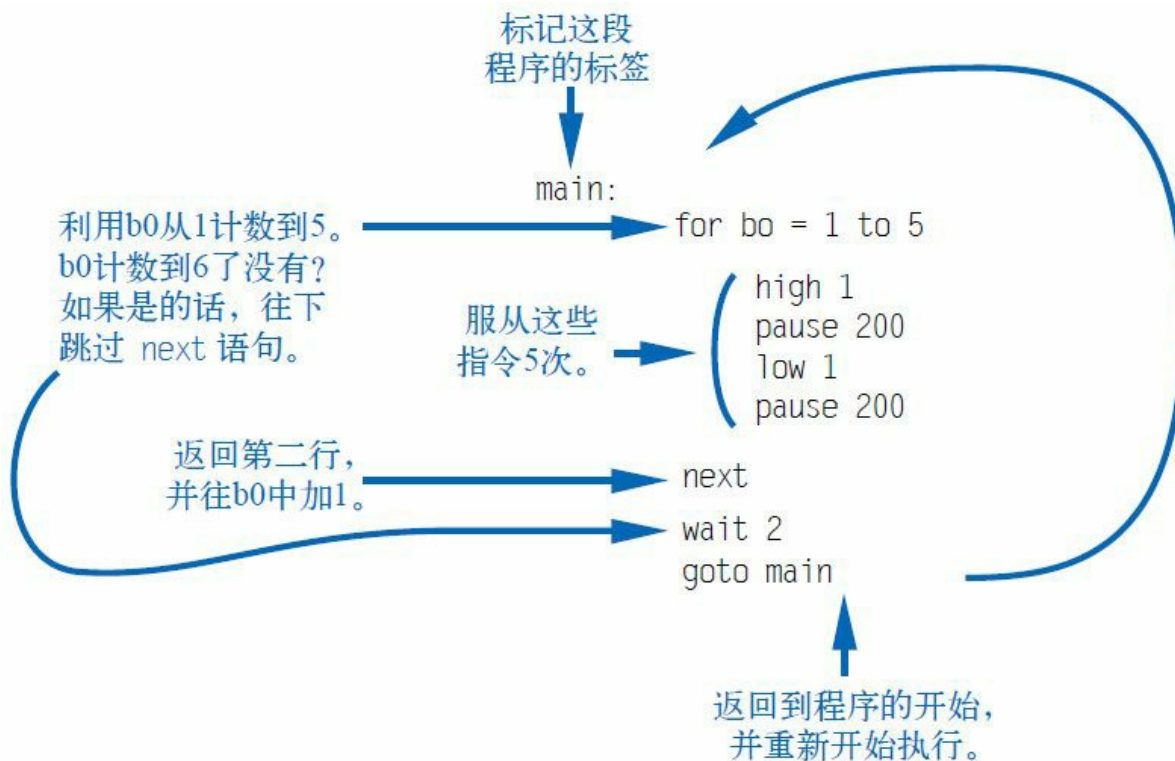 标记这段
程序的标签
main:
利用b0从1计数到5。
b0计数到6了没有?
如果是的话，往下
跳过 next 语句。
for bo = 1 to 5
服从这些
指令5次。
high 1
pause 200
low 1
pause 200
返回第二行，
并往b0中加1。
next
wait 2
goto main
返回到程序的开始，
并重新开始执行。